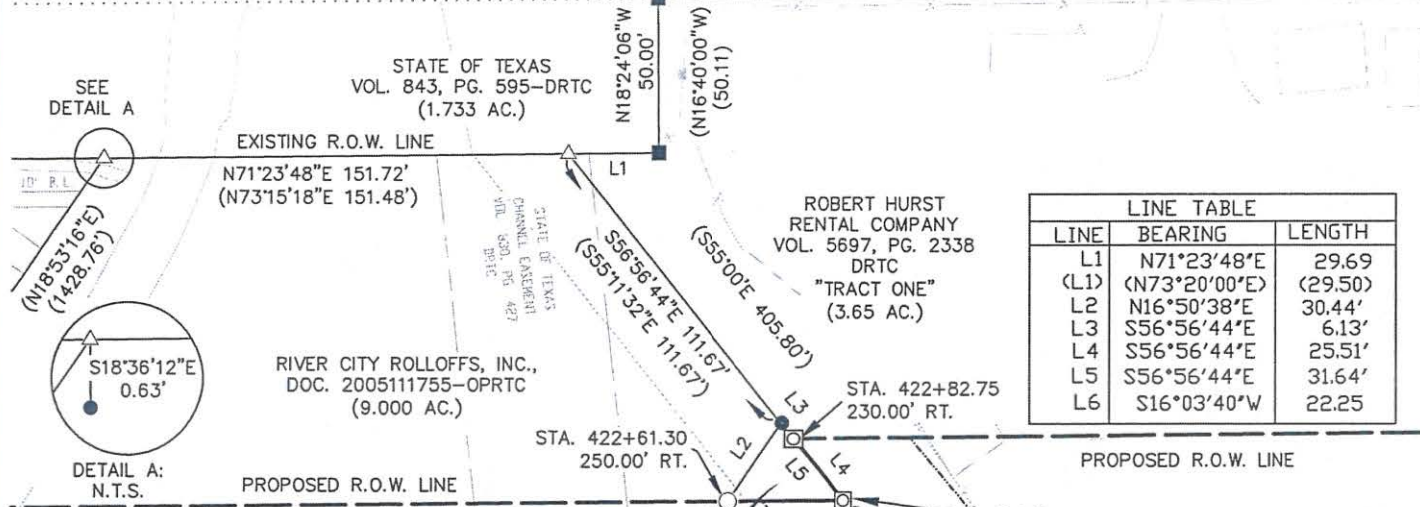 N18°24'06"W
50.00'
(N16°40'00"W)
(50.11)
STATE OF TEXAS
VOL. 843, PG. 595-DRTC
(1.733 AC.)
SEE
DETAIL A
EXISTING R.O.W. LINE
N71°23'48"E 151.72'
(N73°15'18"E 151.48')
L1
(N18°53'16"E)
(1428.76')
STATE OF TEXAS
CHANNEL EASEMENT
VOL. 830, PG. 427
DRTC
S56°56'44"E 111.67'
(S55°11'32"E 111.67')
(S55°00'E 405.80')
ROBERT HURST
RENTAL COMPANY
VOL. 5697, PG. 2338
DRTC
"TRACT ONE"
(3.65 AC.)
LINE TABLE
LINE BEARING LENGTH
L1 N71°23'48"E 29.69
(L1) (N73°20'00"E) (29.50)
L2 N16°50'38"E 30.44'
L3 S56°56'44"E 6.13'
L4 S56°56'44"E 25.51'
L5 S56°56'44"E 31.64'
L6 S16°03'40"W 22.25
S18°36'12"E
0.63'
DETAIL A:
N.T.S.
RIVER CITY ROLLOFFS, INC.,
DOC. 2005111755-OPRTC
(9.000 AC.)
L3
STA. 422+82.75
230.00' RT.
STA. 422+61.30
250.00' RT.
L2
L5
L4
PROPOSED R.O.W. LINE
PROPOSED R.O.W. LINE